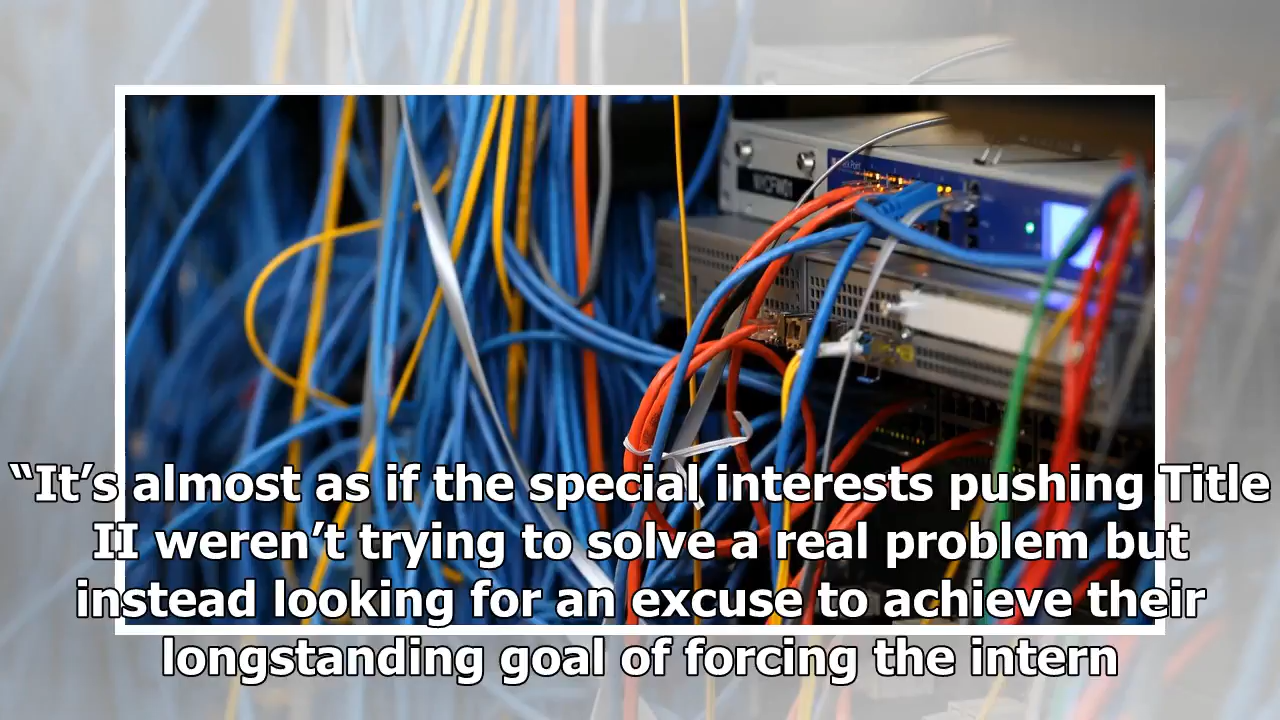 “It’s almost as if the special interests pushing Title
II weren’t trying to solve a real problem but
instead looking for an excuse to achieve their
longstanding goal of forcing the intern